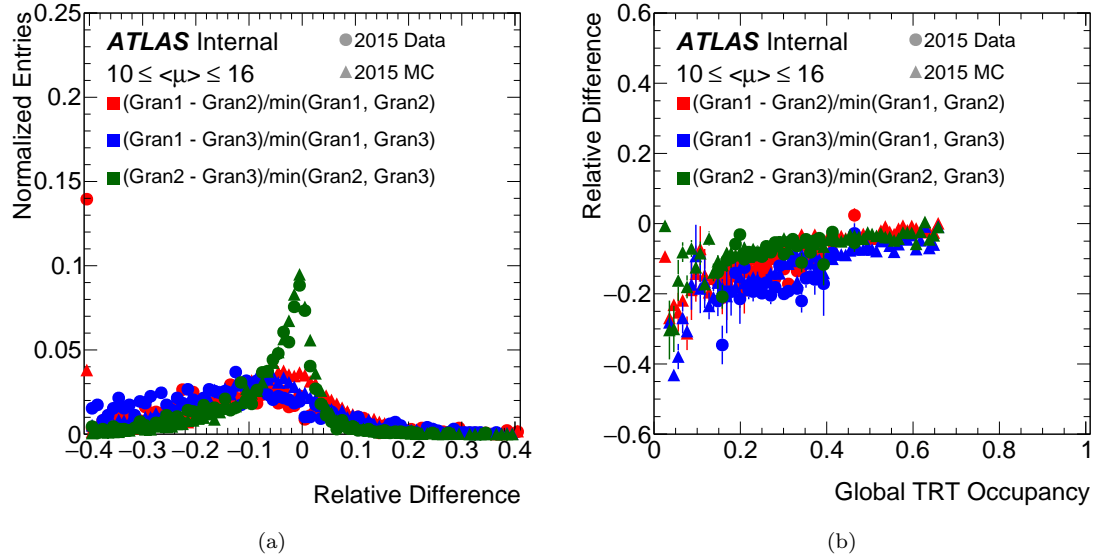 Normalized Entries
0.25
0.2
0.15
0.1
0.05
0
ATLAS Internal
2015 Data
10 ≤ <μ> ≤ 16
2015 MC
(Gran1 - Gran2)/min(Gran1, Gran2)
(Gran1 - Gran3)/min(Gran1, Gran3)
(Gran2 - Gran3)/min(Gran2, Gran3)
−0.4 −0.3 −0.2 −0.1 0 0.1 0.2 0.3 0.4
Relative Difference
(a)
Relative Difference
0.6
0.4
0.2
0
−0.2
−0.4
−0.6
ATLAS Internal
2015 Data
10 ≤ <μ> ≤ 16
2015 MC
(Gran1 - Gran2)/min(Gran1, Gran2)
(Gran1 - Gran3)/min(Gran1, Gran3)
(Gran2 - Gran3)/min(Gran2, Gran3)
0 0.2 0.4 0.6 0.8 1
Global TRT Occupancy
(b)